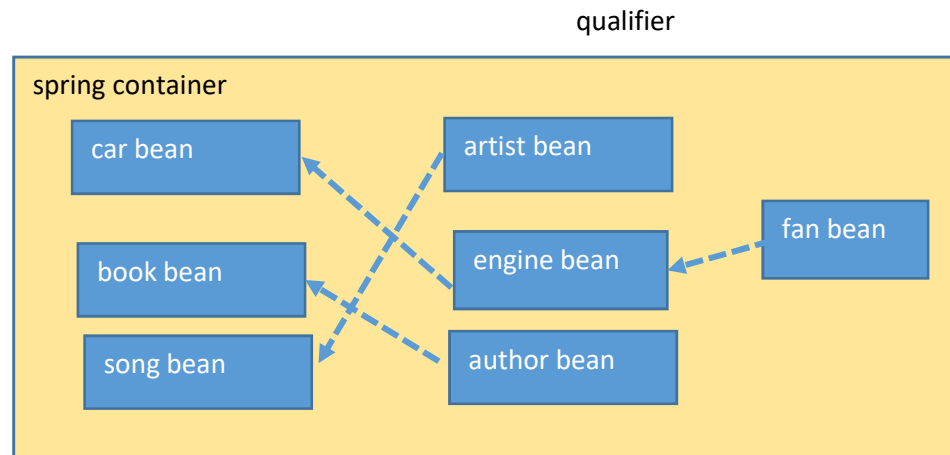 qualifier
spring container
car bean
artist bean
fan bean
engine bean
book bean
author bean
song bean